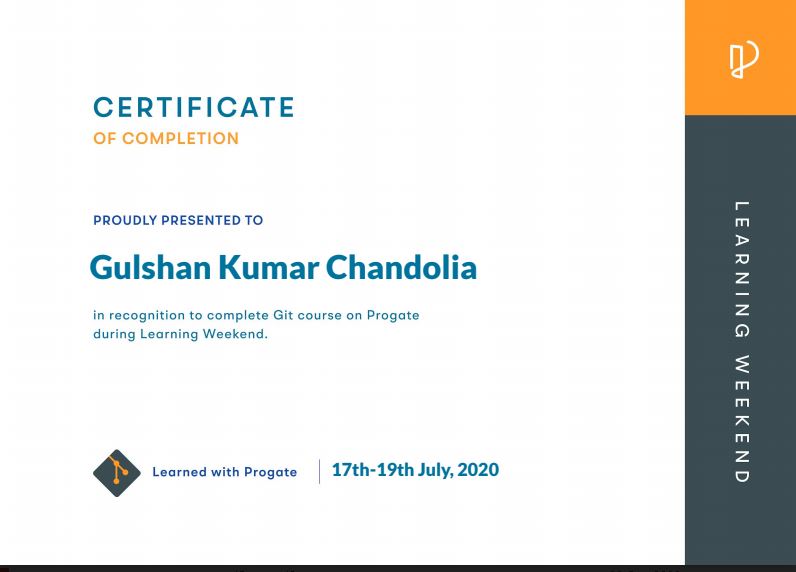 CERTIFICATE
OF COMPLETION
PROUDLY PRESENTED TO
Gulshan Kumar Chandolia
in recognition to complete Git course on Progate
during Learning Weekend.
Learned with Progate
17th-19th July, 2020
LEARNING WEEKEND